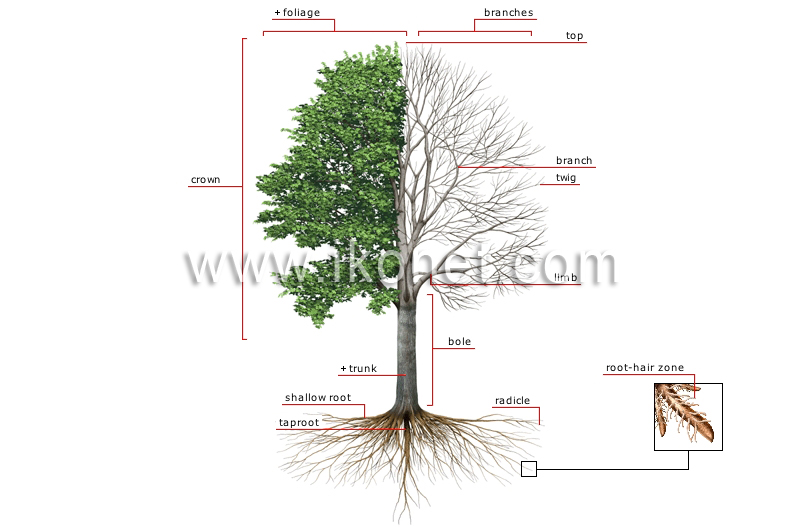 + foliage
branches
top
branch
twig
crown
www.ikonet.com
limb
bole
+ trunk
root-hair zone
shallow root
radicle
taproot